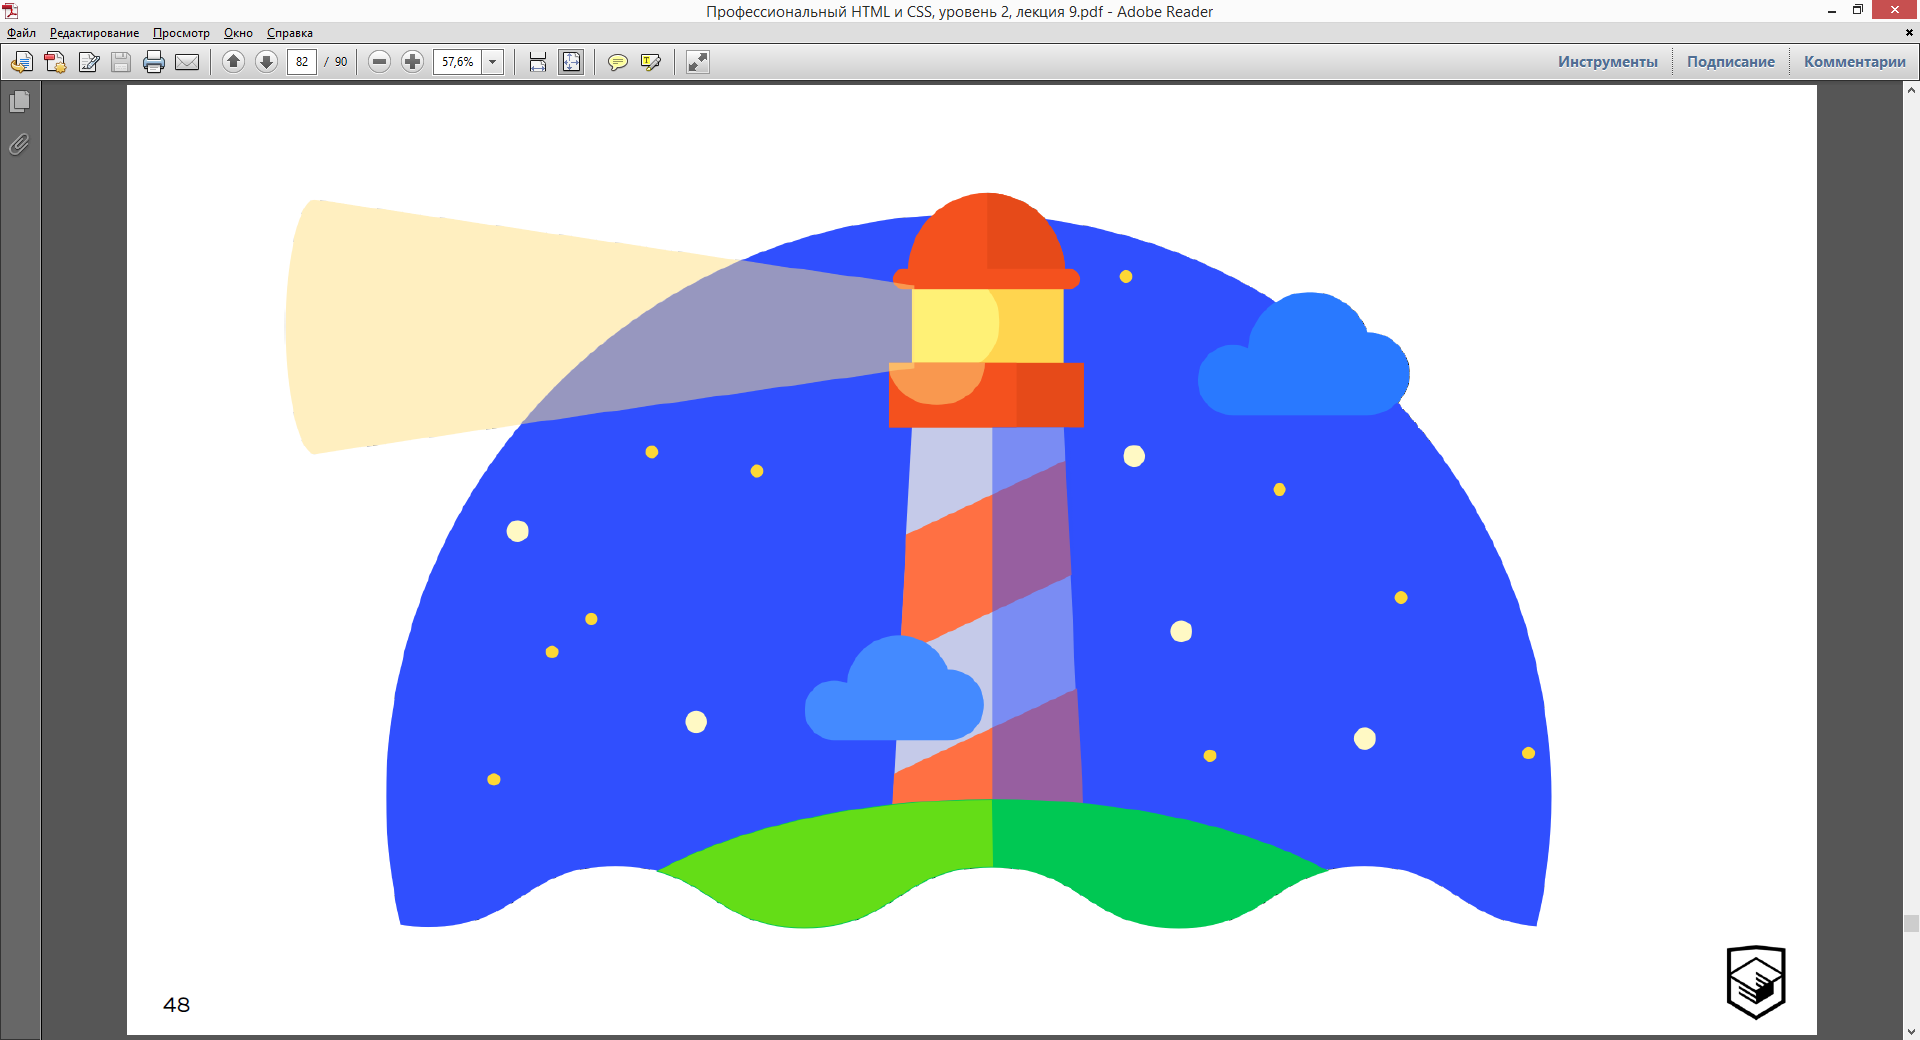 Профессиональный HTML и CSS, уровень 2, лекция 9.pdf - Adobe Reader
Файл Редактирование Просмотр Окно Справка
82 / 90 57,6% Инструменты Подписание Комментарии
48